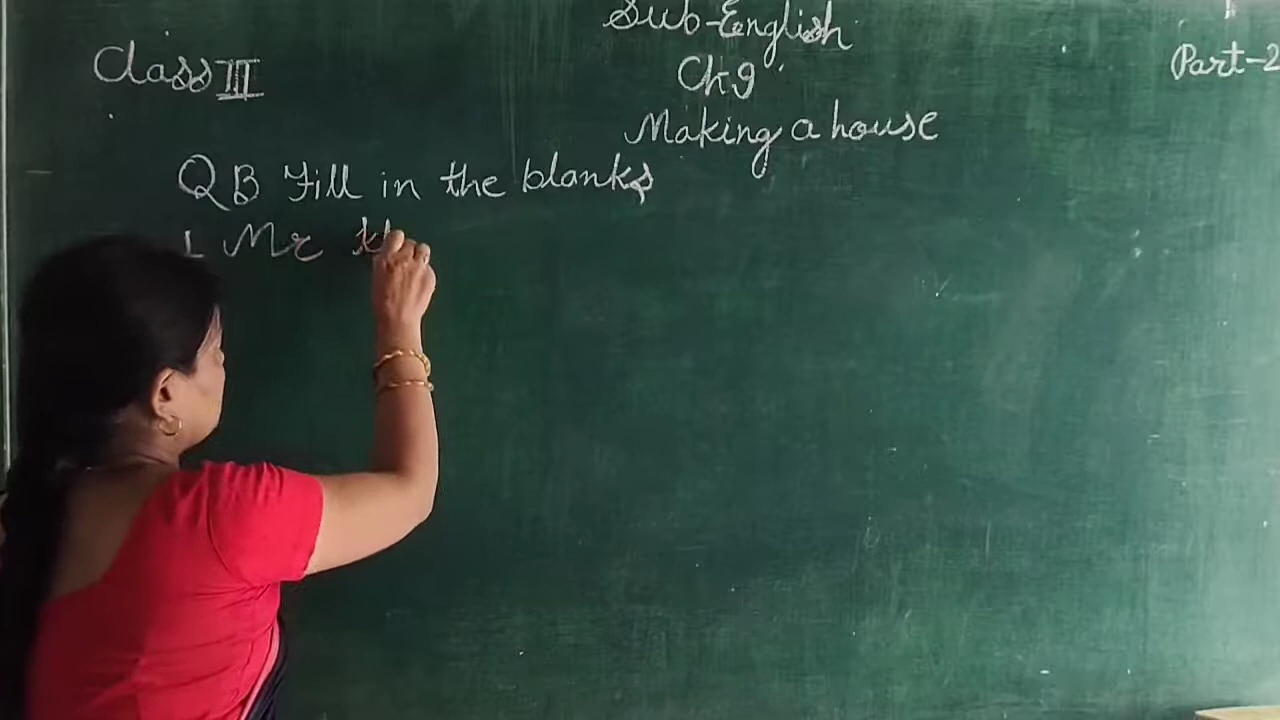 Sub-English
Class III
Ch 9
Part-2
Making a house
Q B Fill in the blanks
1 Mr